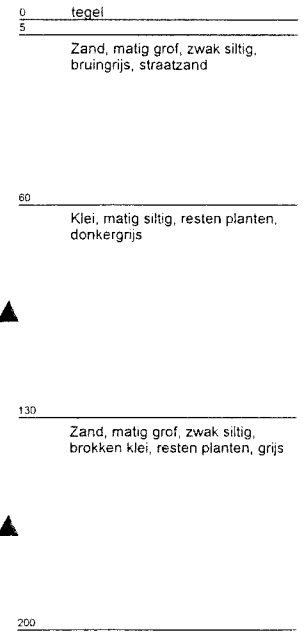 0 tegel
5
Zand, matig grof, zwak siltig,
bruingrijs, straatzand
60
Klei, matig siltig, resten planten,
donkergrijs
130
Zand, matig grof, zwak siltig,
brokken klei, resten planten, grijs
200